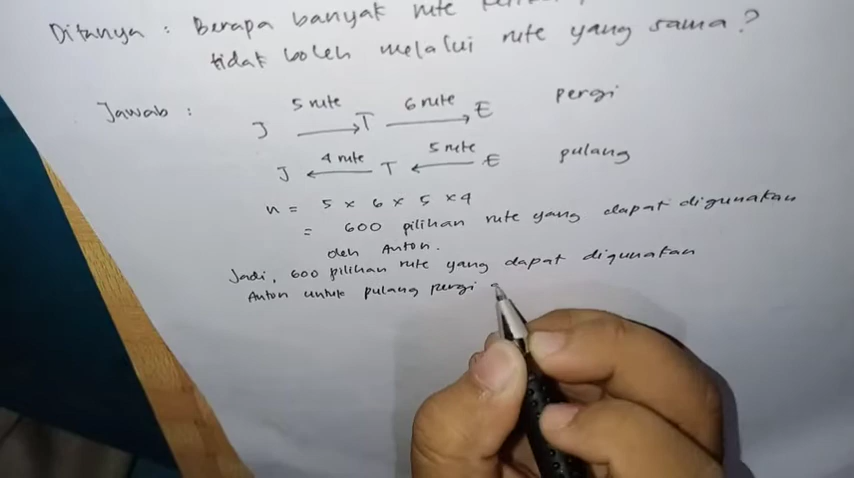 Ditanya : Berapa banyak rute
tidak boleh melalui rute yang sama ?
Jawab : J 5 rute → T 6 rute → E pergi
J 4 rute ← T 5 rute ← E pulang
n = 5 x 6 x 5 x 4
= 600 pilihan rute yang dapat digunakan
oleh Anton.
Jadi, 600 pilihan rute yang dapat digunakan
Anton untuk pulang pergi